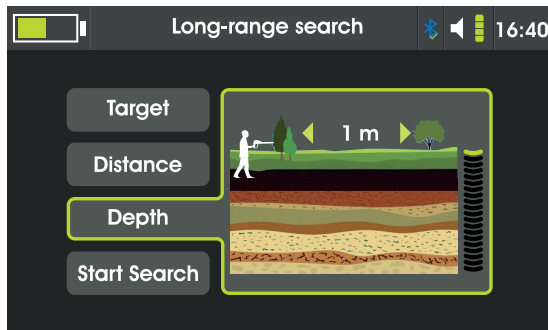 Long-range search
16:40
Target
1 m
Distance
Depth
Start Search